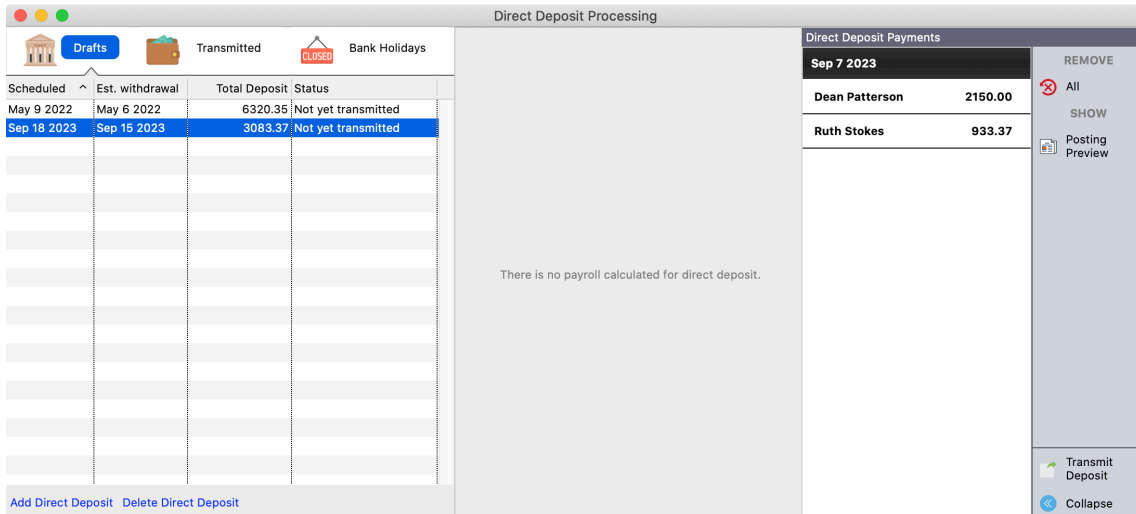 Direct Deposit Processing
Drafts Transmitted CLOSED Bank Holidays
Scheduled Est. withdrawal Total Deposit Status
May 9 2022 May 6 2022 6320.35 Not yet transmitted
Sep 18 2023 Sep 15 2023 3083.37 Not yet transmitted
Add Direct Deposit Delete Direct Deposit
There is no payroll calculated for direct deposit.
Direct Deposit Payments
Sep 7 2023
Dean Patterson 2150.00
Ruth Stokes 933.37
REMOVE
All
SHOW
Posting
Preview
Transmit
Deposit
Collapse